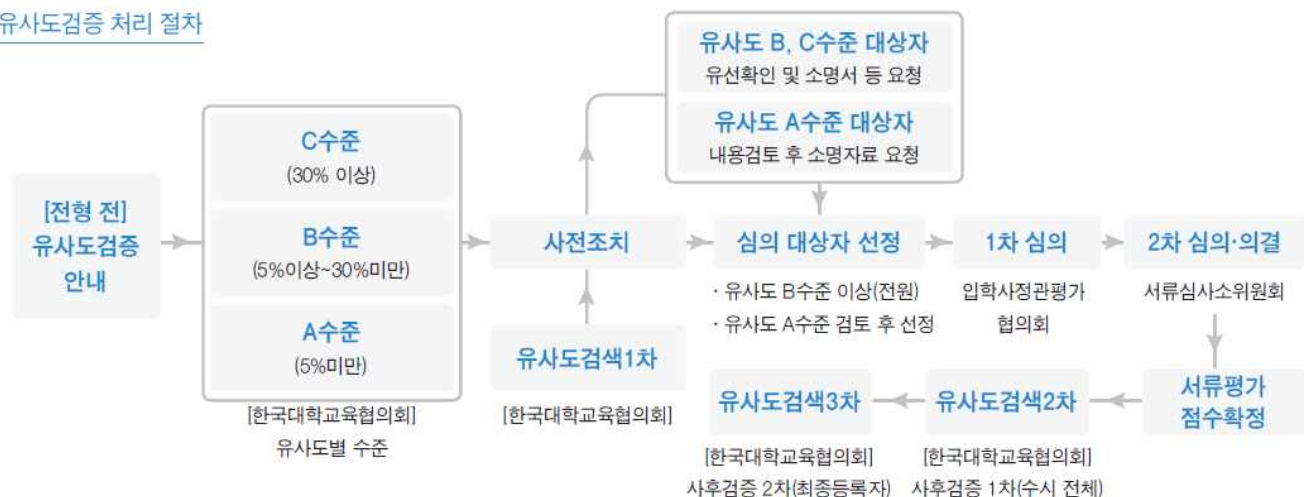 유사도검증 처리 절차
[전형 전]
유사도검증
안내
C수준
(30% 이상)
B수준
(5%이상~30%미만)
A수준
(5%미만)
[한국대학교육협의회]
유사도별 수준
사전조치
유사도검색1차
[한국대학교육협의회]
유사도 B, C수준 대상자
유선확인 및 소명서 등 요청
유사도 A수준 대상자
내용검토 후 소명자료 요청
심의 대상자 선정
· 유사도 B수준 이상(전원)
· 유사도 A수준 검토 후 선정
1차 심의
입학사정관평가
협의회
2차 심의·의결
서류심사소위원회
서류평가
점수확정
유사도검색2차
[한국대학교육협의회]
사후검증 1차(수시 전체)
유사도검색3차
[한국대학교육협의회]
사후검증 2차(최종등록자)